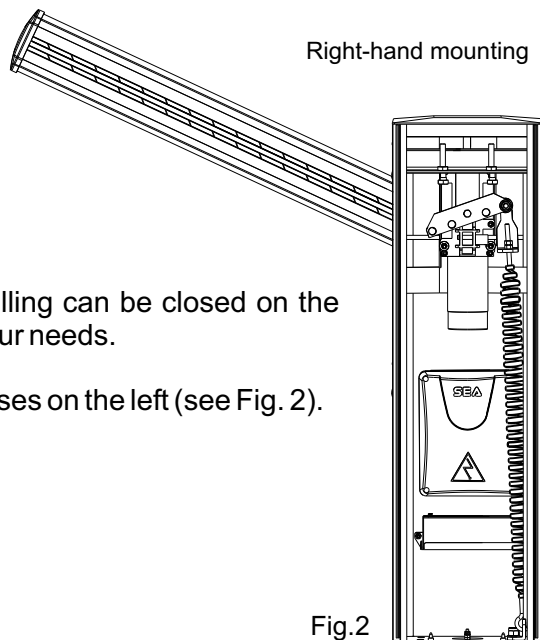 Right-hand mounting
lling can be closed on the
ur needs.
ses on the left (see Fig. 2).
SEA
Fig.2